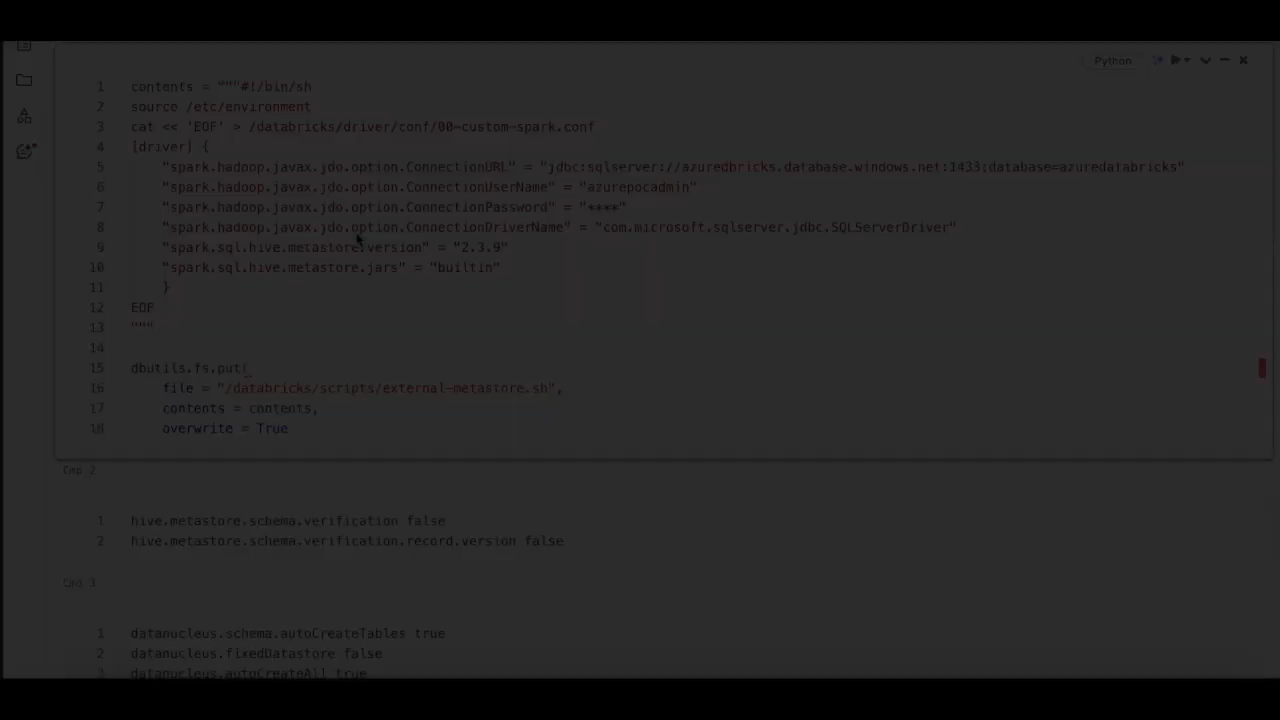 Python
1 contents = """#!/bin/sh
2 source /etc/environment
3 cat << 'EOF' > /databricks/driver/conf/00-custom-spark.conf
4 [driver] {
5 "spark.hadoop.javax.jdo.option.ConnectionURL" = "jdbc:sqlserver://azuredbricks.database.windows.net:1433;database=azuredatabricks"
6 "spark.hadoop.javax.jdo.option.ConnectionUserName" = "azurepocadmin"
7 "spark.hadoop.javax.jdo.option.ConnectionPassword" = "****"
8 "spark.hadoop.javax.jdo.option.ConnectionDriverName" = "com.microsoft.sqlserver.jdbc.SQLServerDriver"
9 "spark.sql.hive.metastore.version" = "2.3.9"
10 "spark.sql.hive.metastore.jars" = "builtin"
11 }
12 EOF
13 """
14
15 dbutils.fs.put(
16 file = "/databricks/scripts/external-metastore.sh",
17 contents = contents,
18 overwrite = True
Cmd 2
1 hive.metastore.schema.verification false
2 hive.metastore.schema.verification.record.version false
Cmd 3
1 datanucleus.schema.autoCreateTables true
2 datanucleus.fixedDatastore false
3 datanucleus.autoCreateAll true